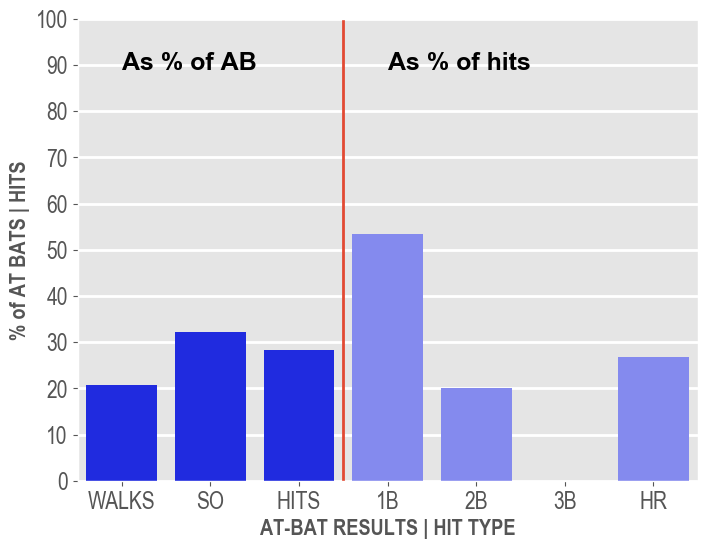 100
90
80
70
60
50
40
30
20
10
0
% of AT BATS | HITS
As % of AB
As % of hits
WALKS SO HITS 1B 2B 3B HR
AT-BAT RESULTS | HIT TYPE